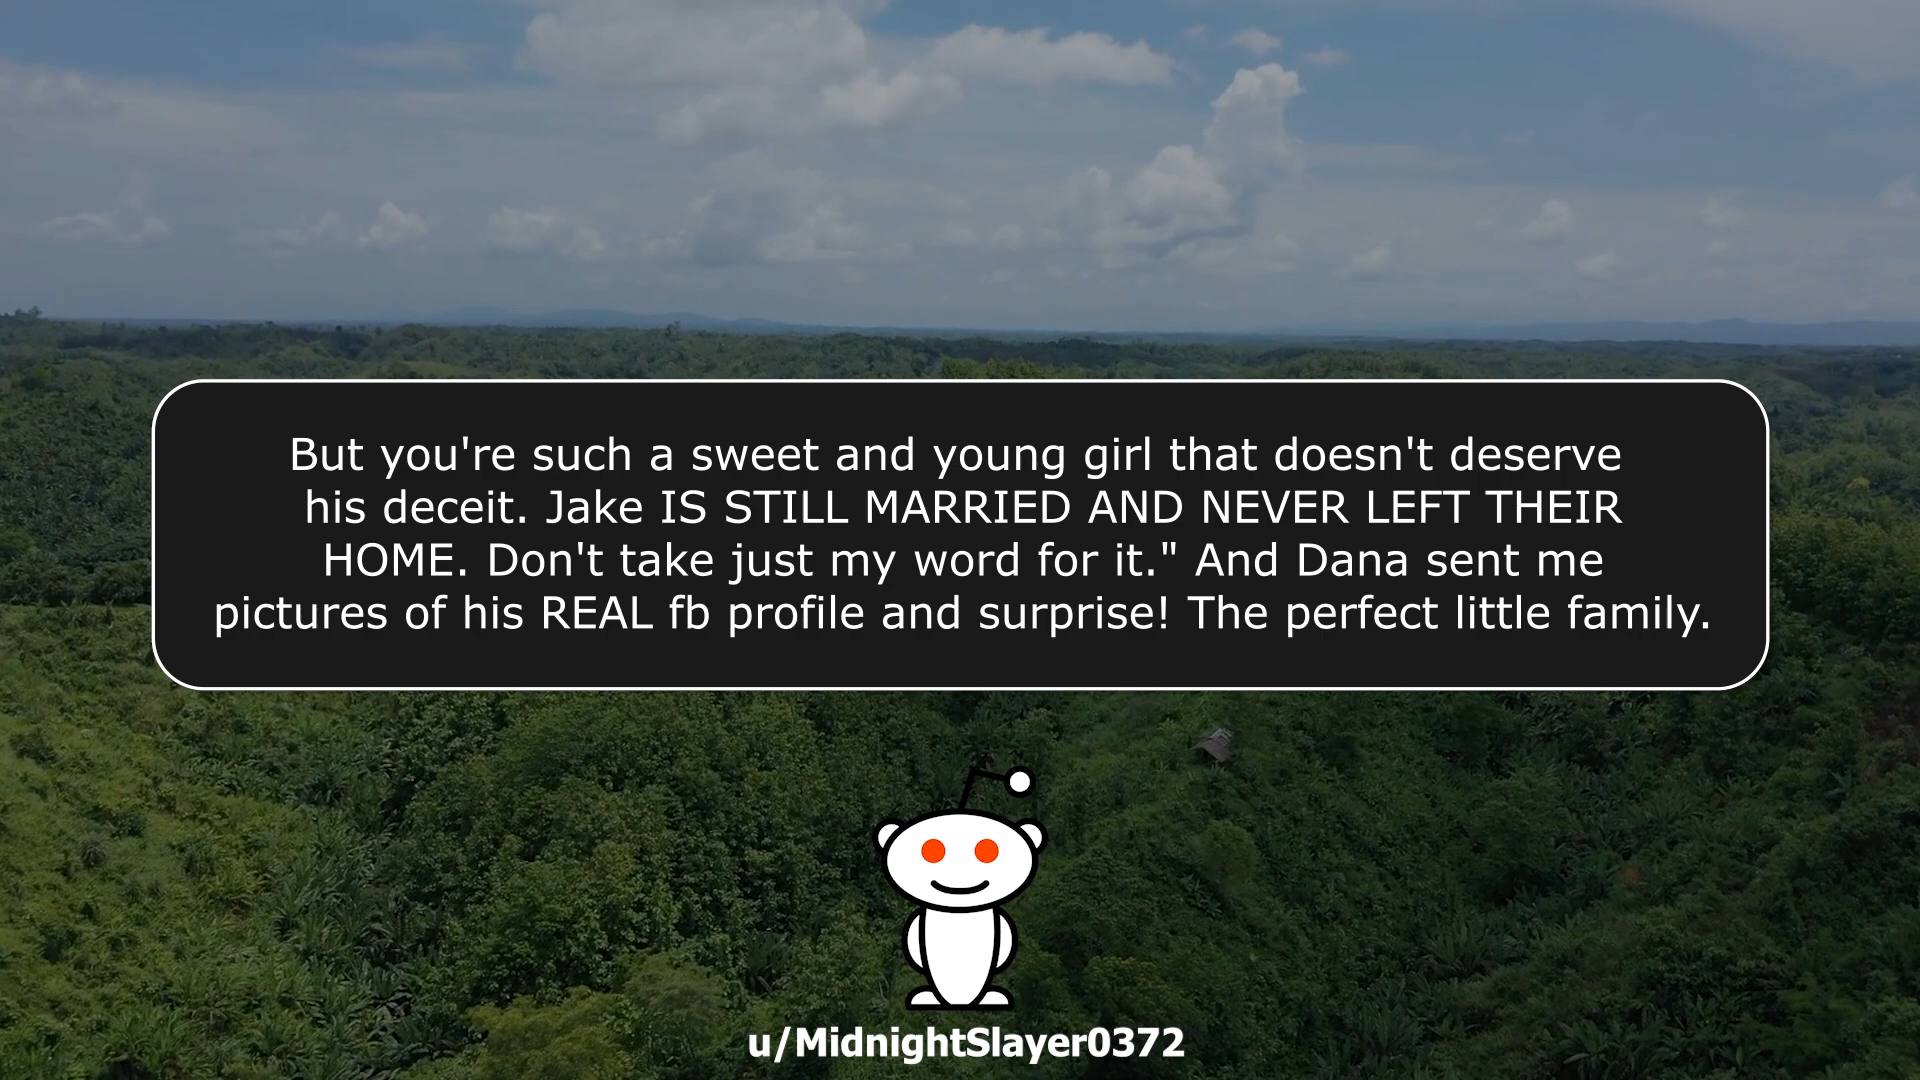 But you're such a sweet and young girl that doesn't deserve
his deceit. Jake IS STILL MARRIED AND NEVER LEFT THEIR
HOME. Don't take just my word for it." And Dana sent me
pictures of his REAL fb profile and surprise! The perfect little family.
u/MidnightSlayer0372